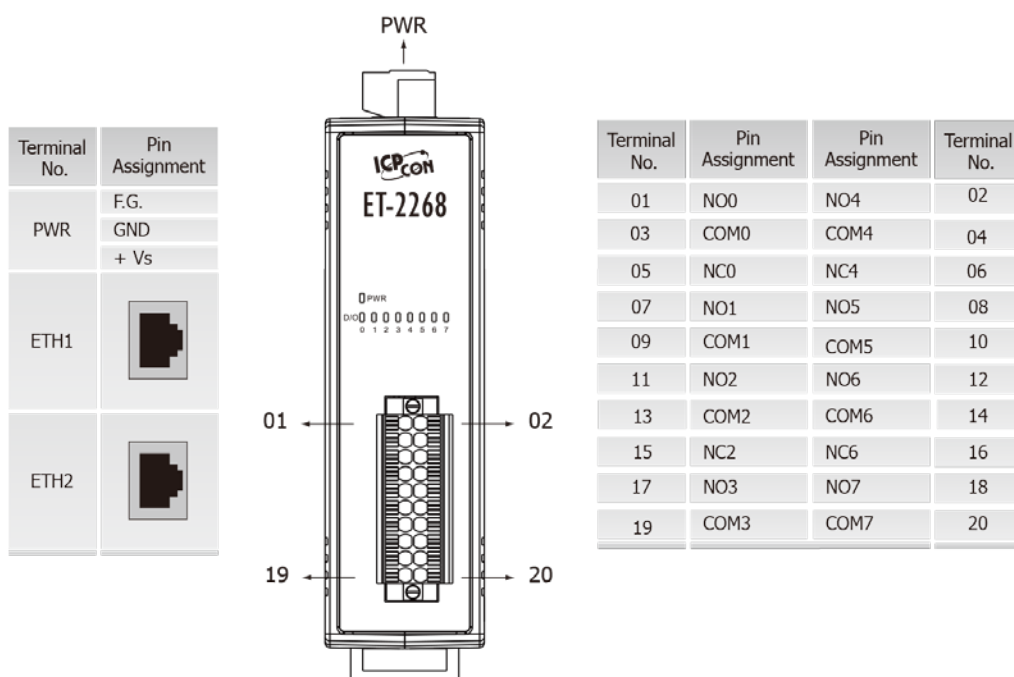 PWR
Terminal No. Pin Assignment
PWR F.G.
GND
+ Vs
ETH1
ETH2
ICP CON
ET-2268
PWR
D/O
0 1 2 3 4 5 6 7
01 02
19 20
Terminal No. Pin Assignment Pin Assignment Terminal No.
01 NO0 NO4 02
03 COM0 COM4 04
05 NC0 NC4 06
07 NO1 NO5 08
09 COM1 COM5 10
11 NO2 NO6 12
13 COM2 COM6 14
15 NC2 NC6 16
17 NO3 NO7 18
19 COM3 COM7 20